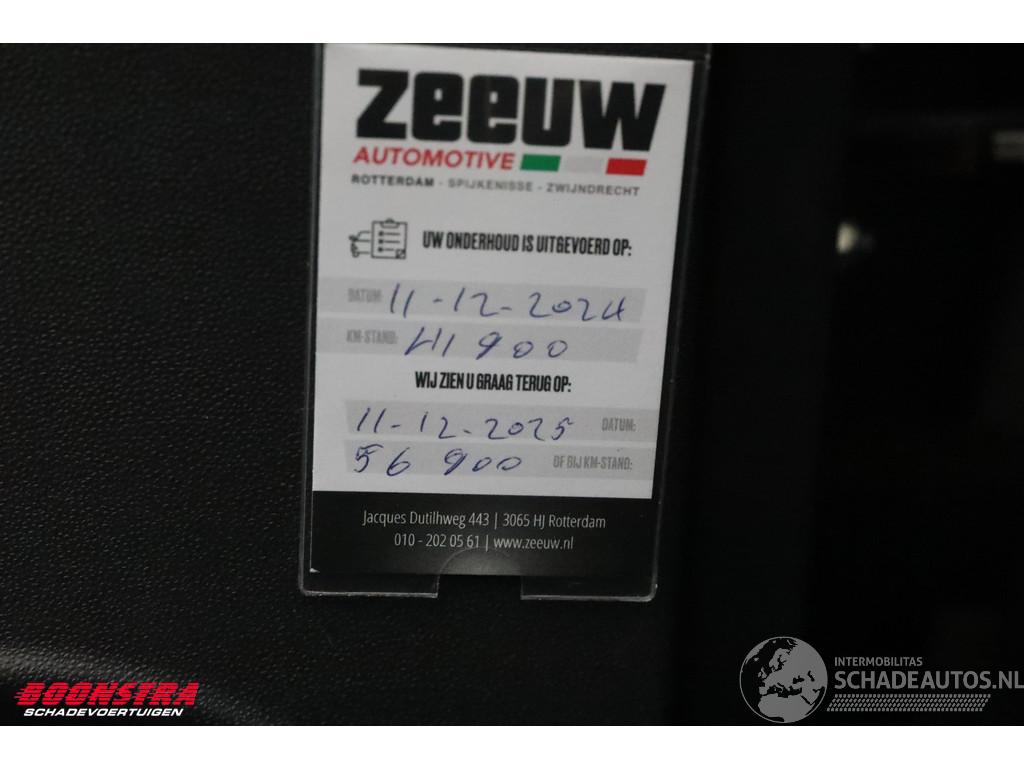 zeeuw
AUTOMOTIVE
ROTTERDAM - SPIJKENISSE - ZWIJNDRECHT
UW ONDERHOUD IS UITGEVOERD OP:
DATUM: 11-12-2024
KM-STAND: 41900
WIJ ZIEN U GRAAG TERUG OP:
11-12-2025 DATUM:
56900 OF BIJ KM-STAND:
Jacques Dutilhweg 443 | 3065 HJ Rotterdam
010 - 202 05 61 | www.zeeuw.nl
BOONSTRA
SCHADEVOERTUIGEN
INTERMOBILITAS
SCHADEAUTOS.NL